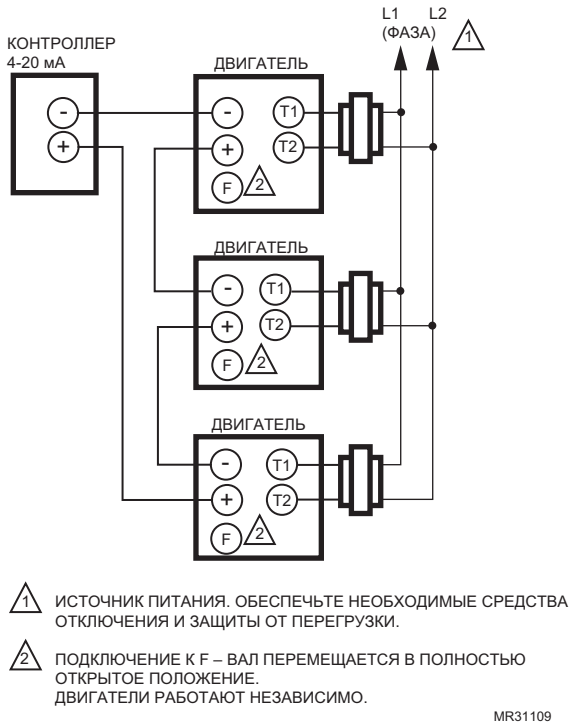 L1 L2
(ФАЗА) 1
КОНТРОЛЛЕР
4-20 мА
ДВИГАТЕЛЬ
- - T1
+ + T2
F 2
ДВИГАТЕЛЬ
- T1
+ T2
F 2
ДВИГАТЕЛЬ
- T1
+ T2
F 2
1 ИСТОЧНИК ПИТАНИЯ. ОБЕСПЕЧЬТЕ НЕОБХОДИМЫЕ СРЕДСТВА
ОТКЛЮЧЕНИЯ И ЗАЩИТЫ ОТ ПЕРЕГРУЗКИ.
2 ПОДКЛЮЧЕНИЕ К F – ВАЛ ПЕРЕМЕЩАЕТСЯ В ПОЛНОСТЬЮ
ОТКРЫТОЕ ПОЛОЖЕНИЕ.
ДВИГАТЕЛИ РАБОТАЮТ НЕЗАВИСИМО.
MR31109